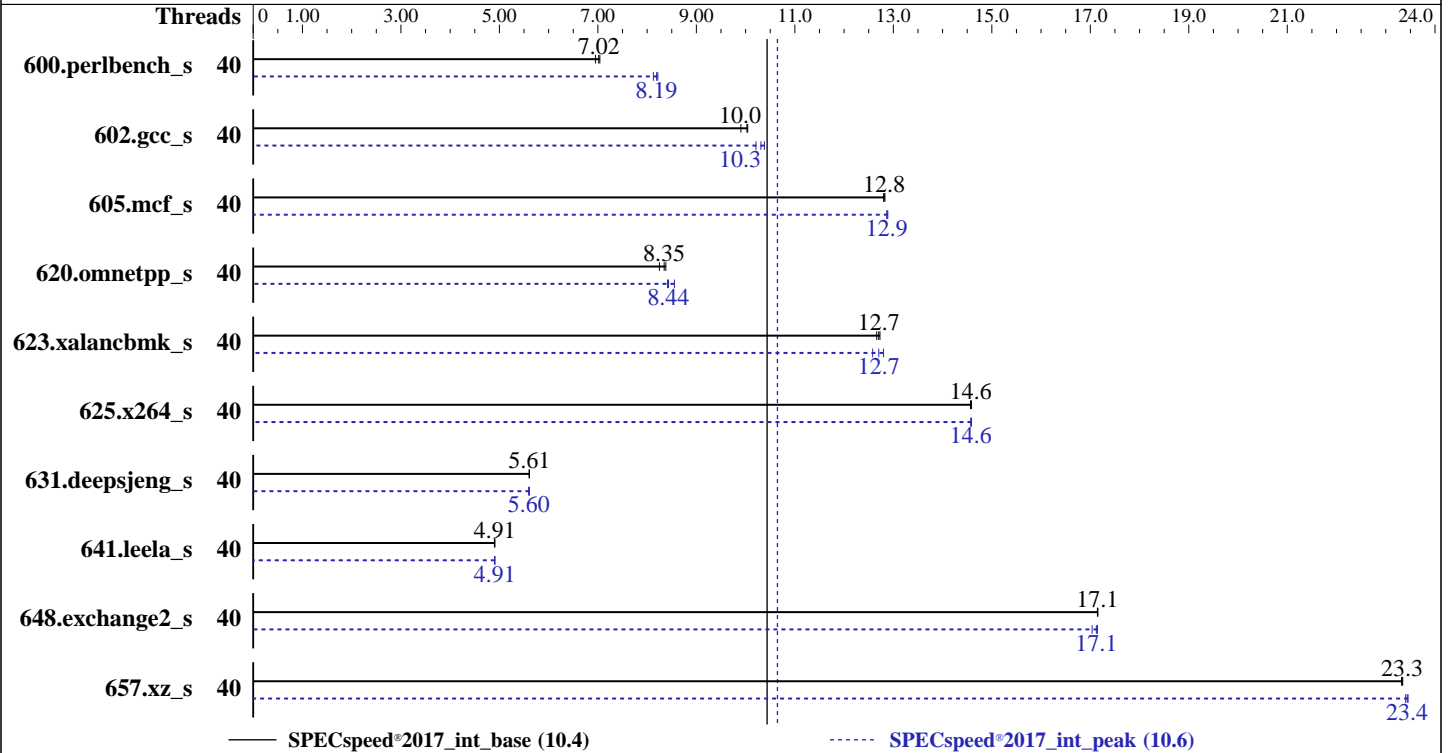 Threads 0 1.00 3.00 5.00 7.00 9.00 11.0 13.0 15.0 17.0 19.0 21.0 24.0
7.02
600.perlbench_s 40
8.19
10.0
602.gcc_s 40
10.3
12.8
605.mcf_s 40
12.9
8.35
620.omnetpp_s 40
8.44
12.7
623.xalancbmk_s 40
12.7
14.6
625.x264_s 40
14.6
5.61
631.deepsjeng_s 40
5.60
4.91
641.leela_s 40
4.91
17.1
648.exchange2_s 40
17.1
23.3
657.xz_s 40
23.4
SPECspeed®2017_int_base (10.4) SPECspeed®2017_int_peak (10.6)